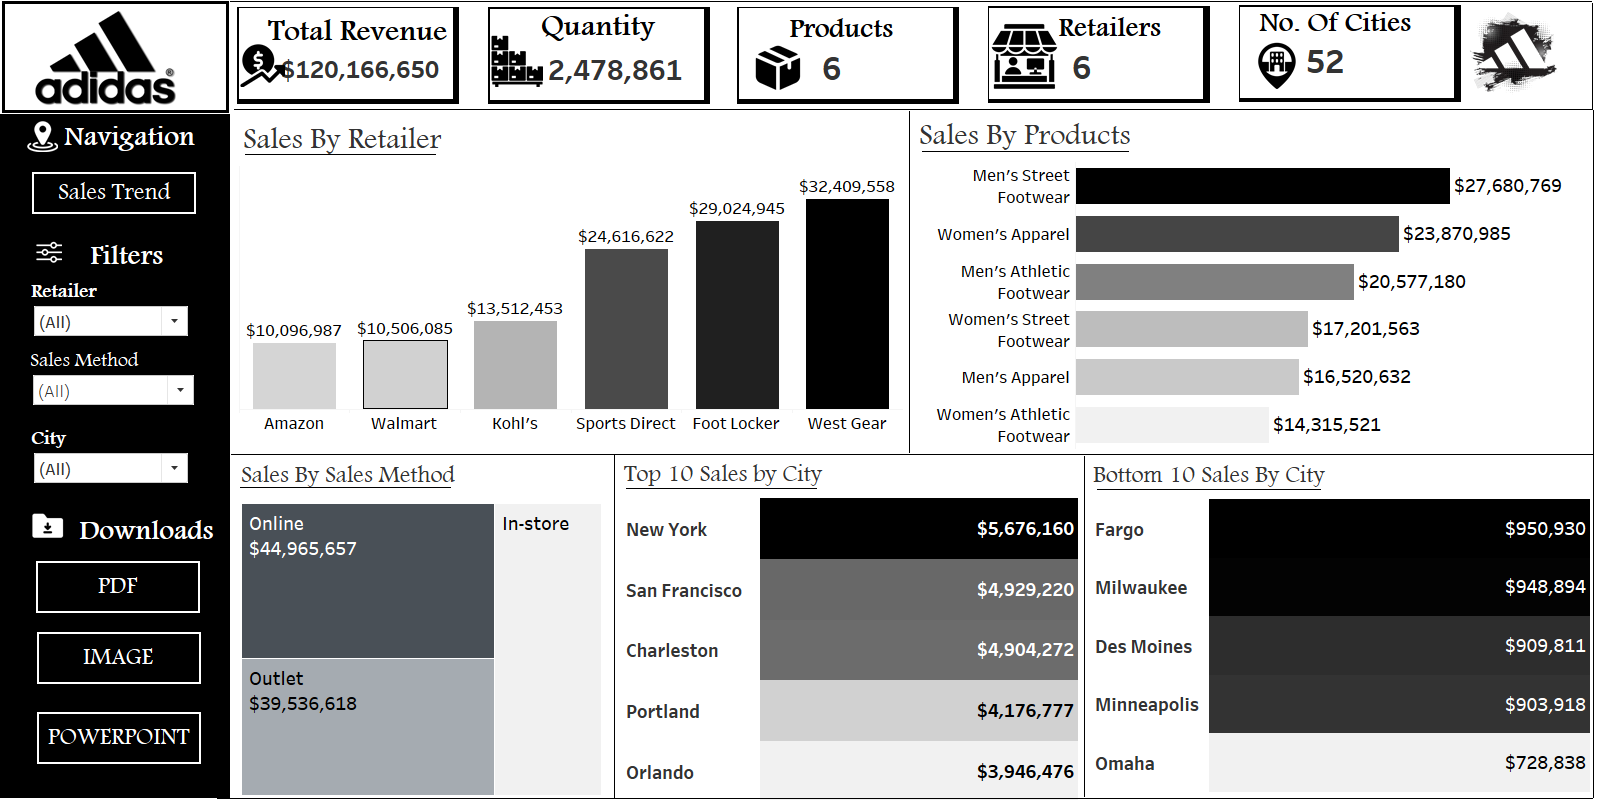 adidas®
Total Revenue
$120,166,650
Quantity
2,478,861
Products
6
Retailers
6
No. Of Cities
52
Navigation
Sales Trend
Filters
Retailer
(All)
Sales Method
(All)
City
(All)
Downloads
PDF
IMAGE
POWERPOINT
Sales By Retailer
$10,096,987
$10,506,085
$13,512,453
$24,616,622
$29,024,945
$32,409,558
Amazon
Walmart
Kohl's
Sports Direct
Foot Locker
West Gear
Sales By Products
Men's Street
Footwear
$27,680,769
Women's Apparel
$23,870,985
Men's Athletic
Footwear
$20,577,180
Women's Street
Footwear
$17,201,563
Men's Apparel
$16,520,632
Women's Athletic
Footwear
$14,315,521
Sales By Sales Method
Online
$44,965,657
In-store
Outlet
$39,536,618
Top 10 Sales by City
New York
$5,676,160
San Francisco
$4,929,220
Charleston
$4,904,272
Portland
$4,176,777
Orlando
$3,946,476
Bottom 10 Sales By City
Fargo
$950,930
Milwaukee
$948,894
Des Moines
$909,811
Minneapolis
$903,918
Omaha
$728,838